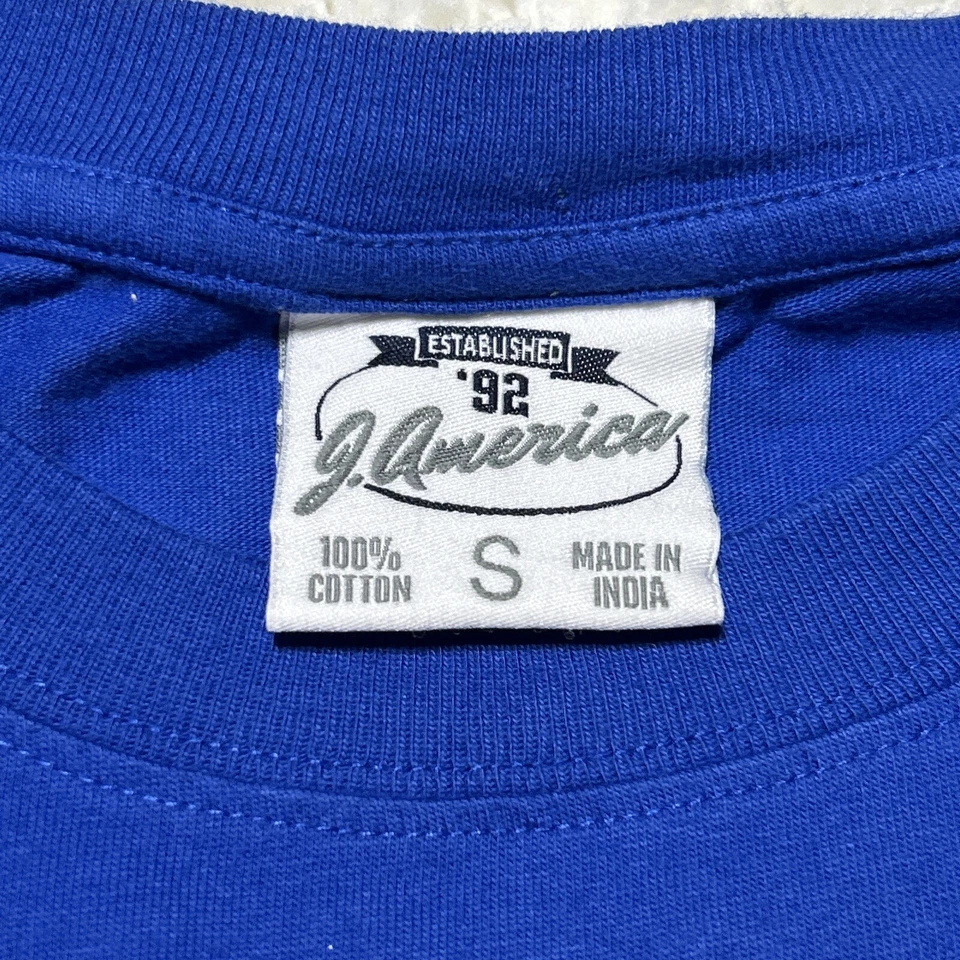 ESTABLISHED
'92
J. America
100%
COTTON
S
MADE IN
INDIA